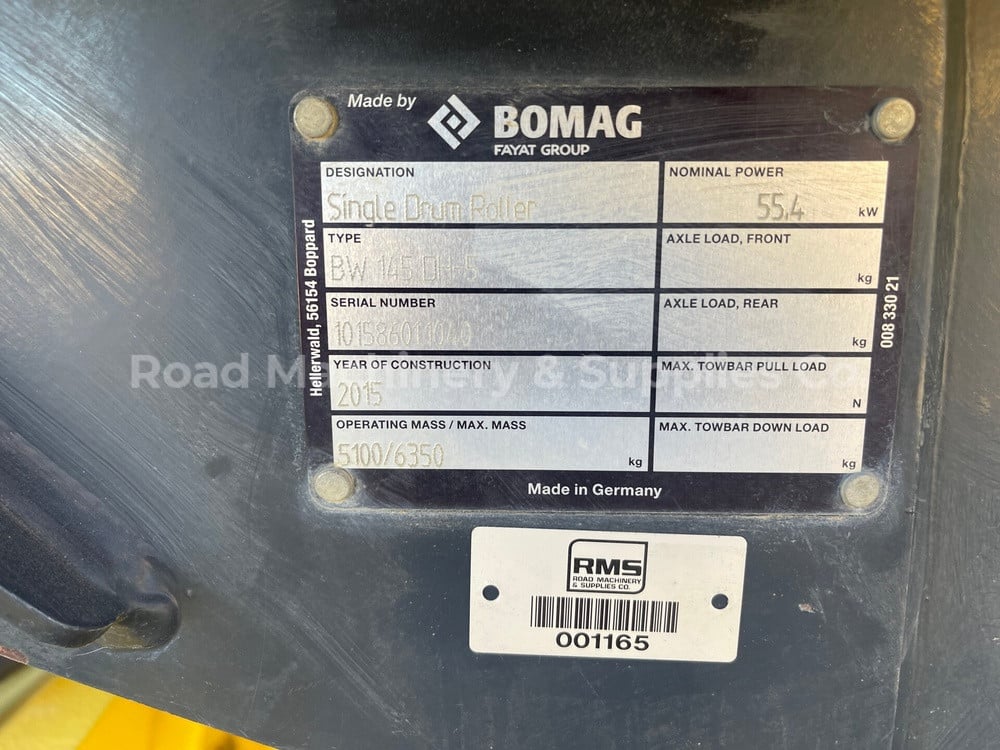 Made by BOMAG
FAYAT GROUP
DESIGNATION
Single Drum Roller
NOMINAL POWER
55,4 kW
TYPE
BW 145 DH-5
AXLE LOAD, FRONT
kg
SERIAL NUMBER
AXLE LOAD, REAR
kg
YEAR OF CONSTRUCTION
2015
MAX. TOWBAR PULL LOAD
N
OPERATING MASS / MAX. MASS
5100/6350 kg
MAX. TOWBAR DOWN LOAD
kg
Made in Germany
Hellerwald, 56154 Boppard
008 330 21
Road Machinery & Supplies Co.
RMS
ROAD MACHINERY
& SUPPLIES CO.
001165